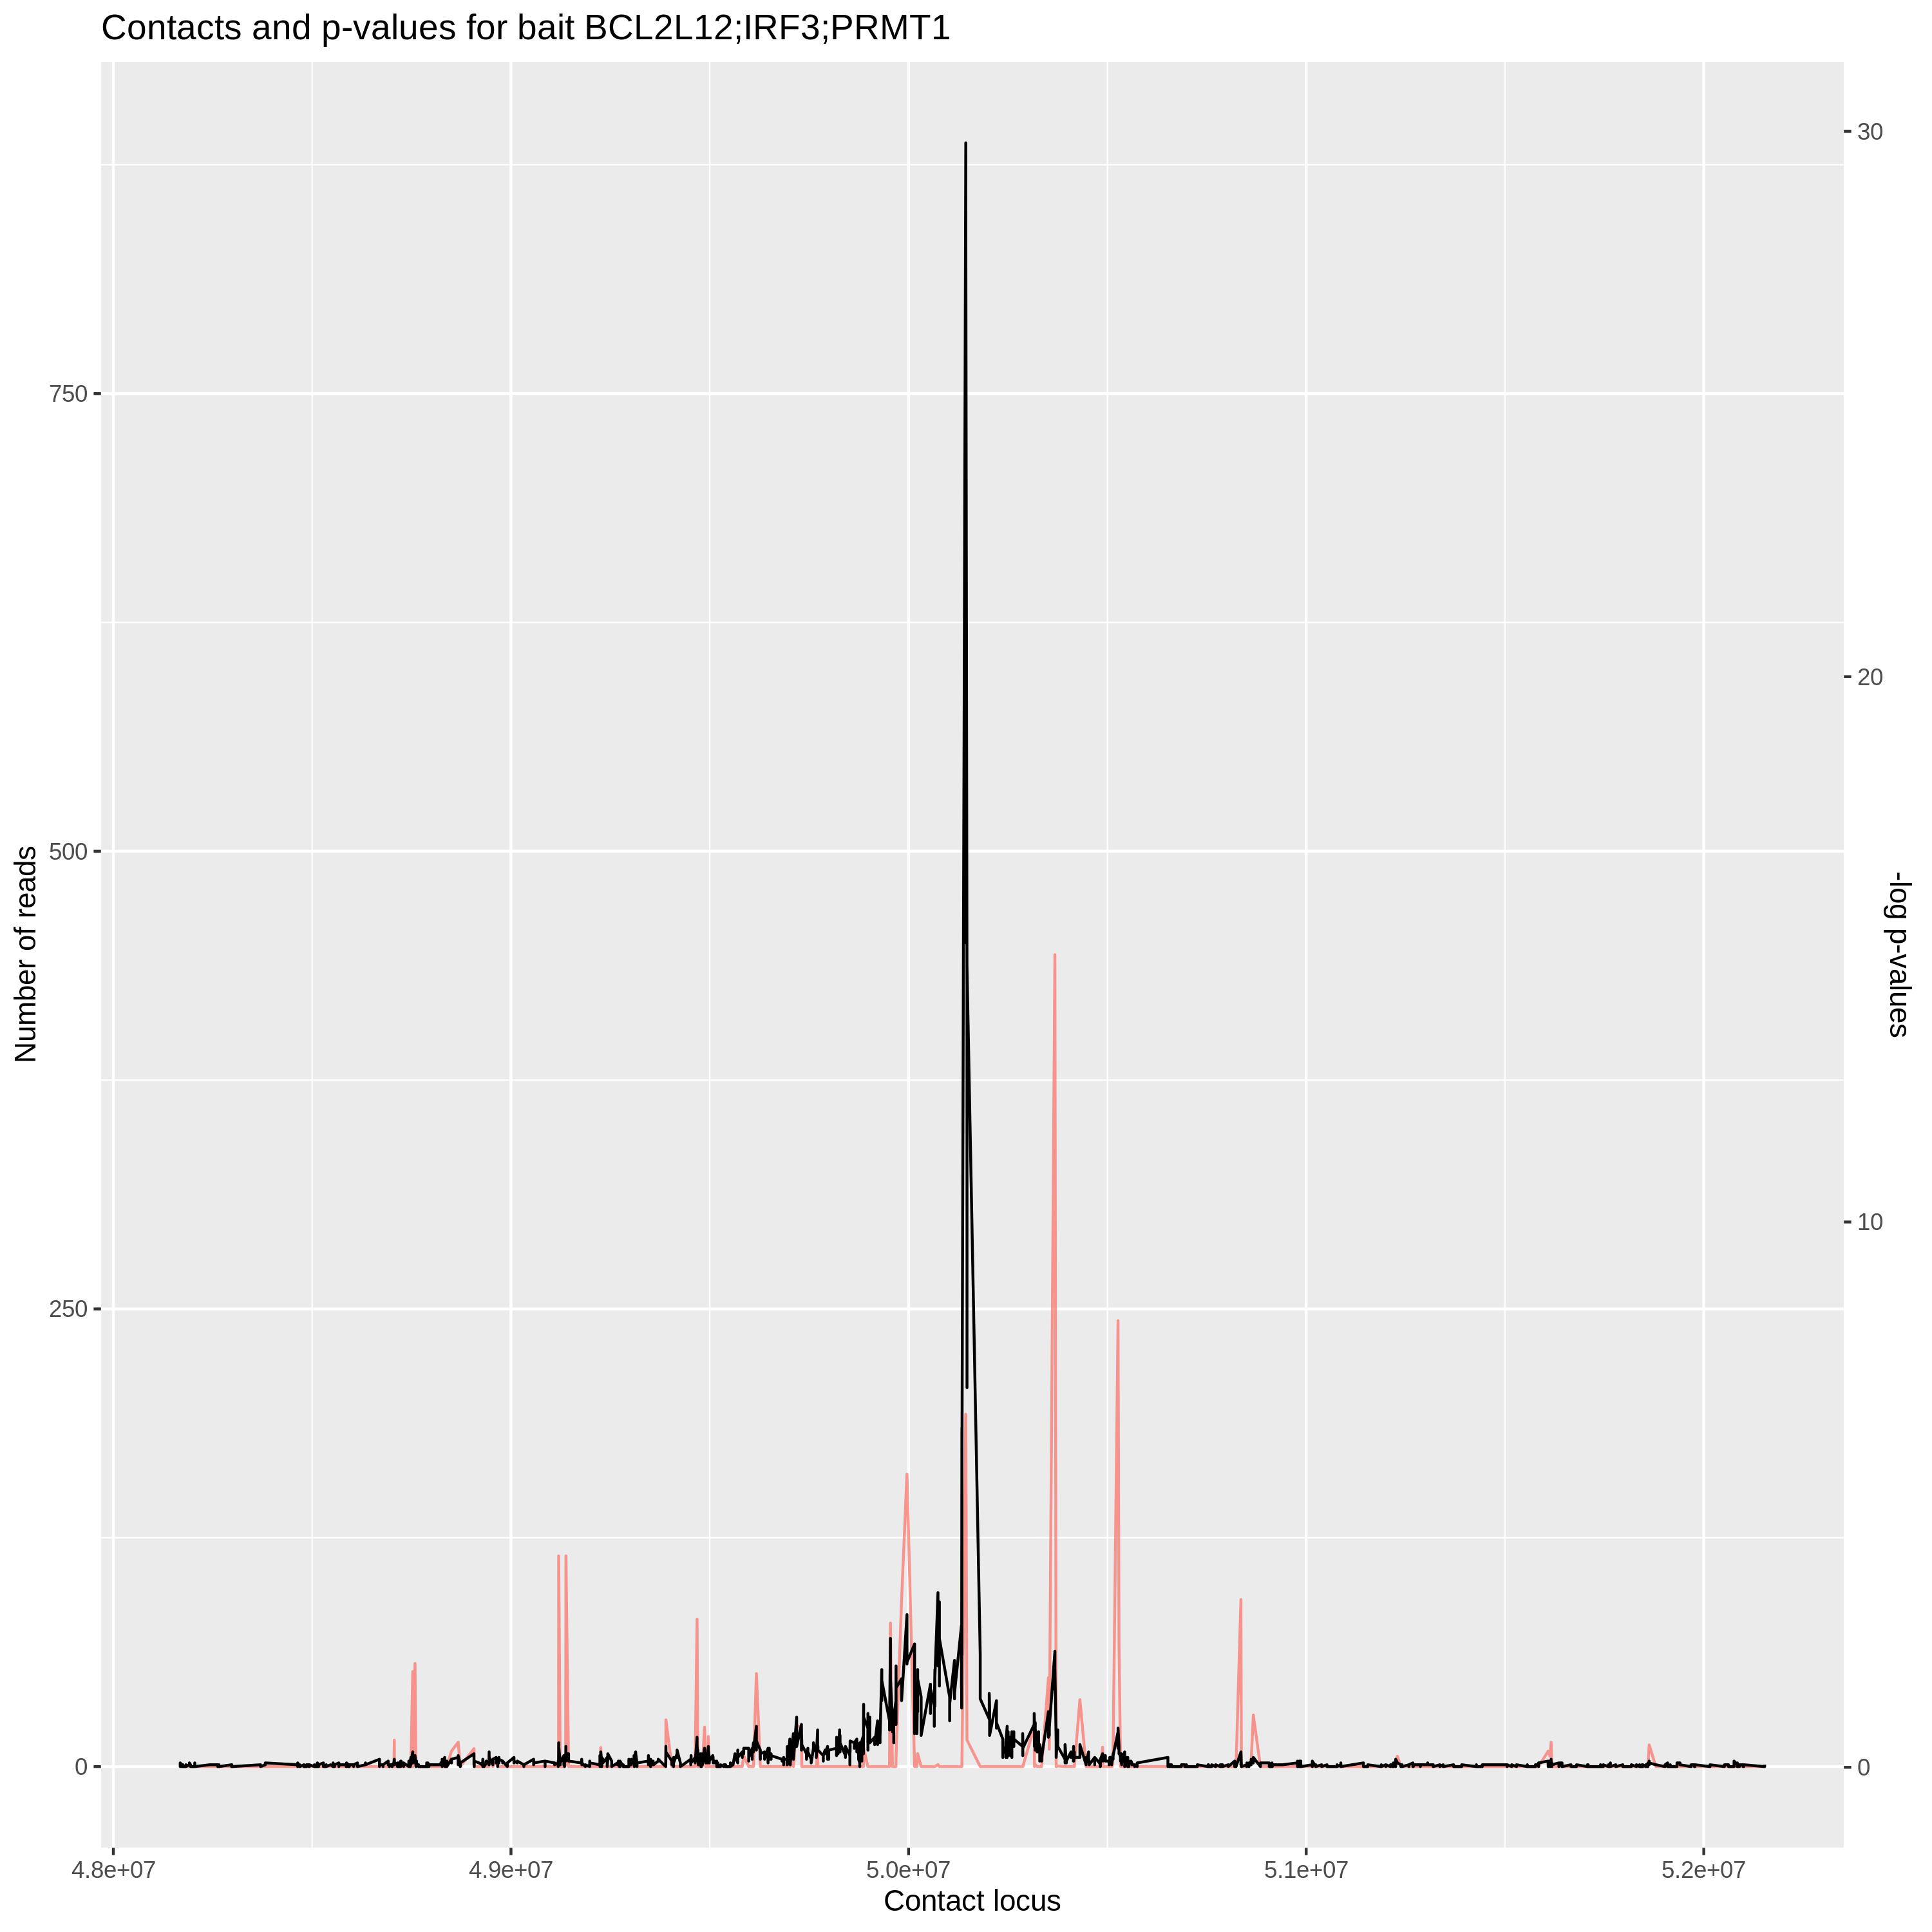 Contacts and p-values for bait BCL2L12;IRF3;PRMT1
30
750
20
500
Number of reads
-log p-values
10
250
0
0
4.8e+07
4.9e+07
5.0e+07
5.1e+07
5.2e+07
Contact locus